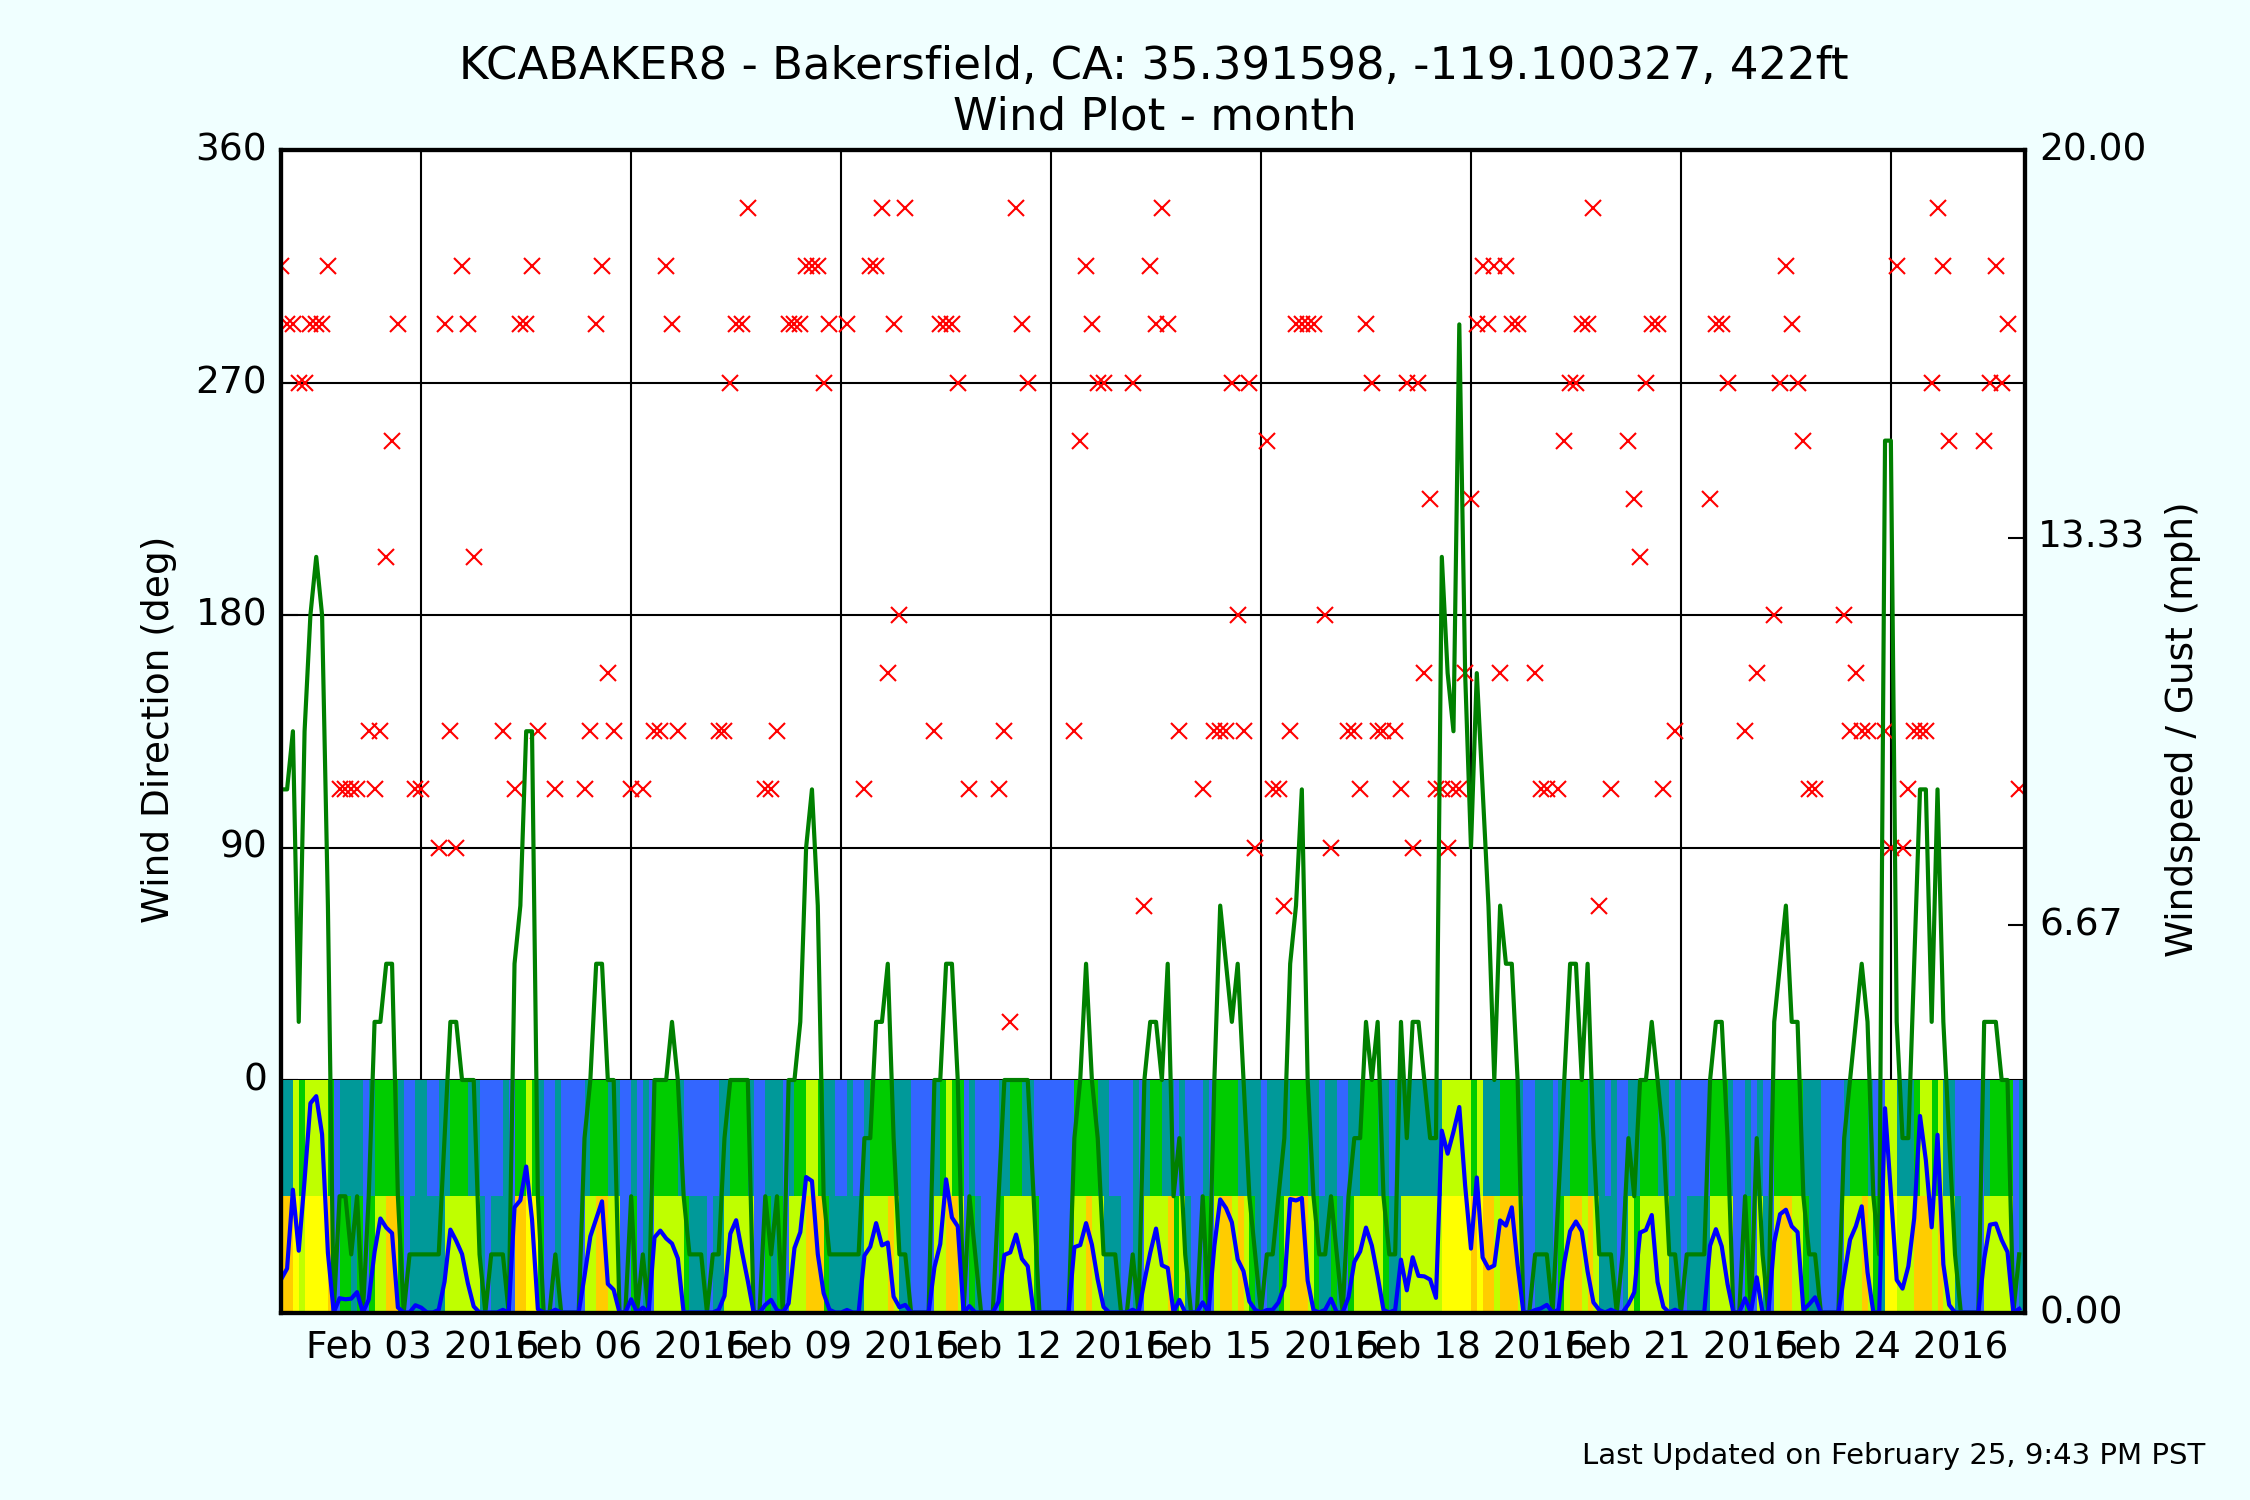 KCABAKER8 - Bakersfield, CA: 35.391598, -119.100327, 422ft
Wind Plot - month
360
270
180
90
0
Wind Direction (deg)
20.00
13.33
6.67
0.00
Windspeed / Gust (mph)
Feb 03 2016 Feb 06 2016 Feb 09 2016 Feb 12 2016 Feb 15 2016 Feb 18 2016 Feb 21 2016 Feb 24 2016
Last Updated on February 25, 9:43 PM PST